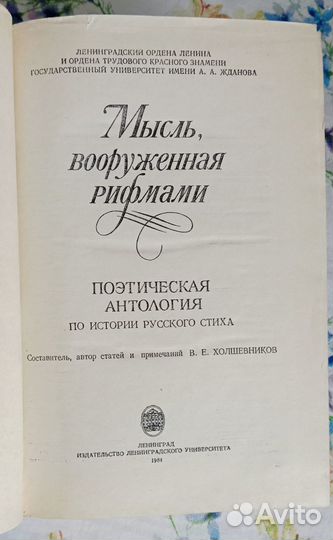 ЛЕНИНГРАДСКИЙ ОРДЕНА ЛЕНИНА
И ОРДЕНА ТРУДОВОГО КРАСНОГО ЗНАМЕНИ
ГОСУДАРСТВЕННЫЙ УНИВЕРСИТЕТ ИМЕНИ А. А. ЖДАНОВА
Мысль,
вооруженная
рифмами
ПОЭТИЧЕСКАЯ
АНТОЛОГИЯ
ПО ИСТОРИИ РУССКОГО СТИХА
Составитель, автор статей и примечаний В. Е. ХОЛШЕВНИКОВ
ЛЕНИНГРАД
ИЗДАТЕЛЬСТВО ЛЕНИНГРАДСКОГО УНИВЕРСИТЕТА
1984
Avito